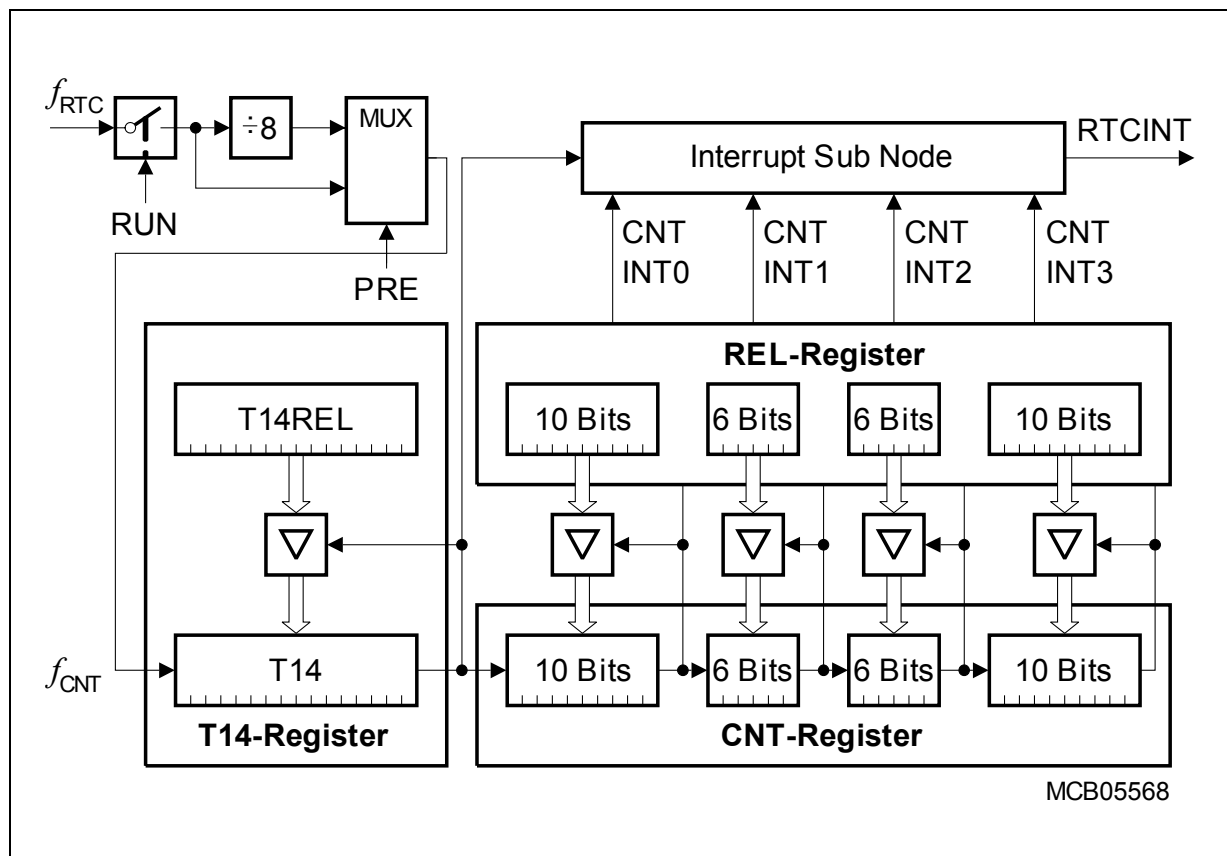 fRTC
÷8
MUX
RUN
PRE
Interrupt Sub Node
RTCINT
CNT
INT0
CNT
INT1
CNT
INT2
CNT
INT3
REL-Register
T14REL
10 Bits
6 Bits
6 Bits
10 Bits
fCNT
T14
10 Bits
6 Bits
6 Bits
10 Bits
T14-Register
CNT-Register
MCB05568